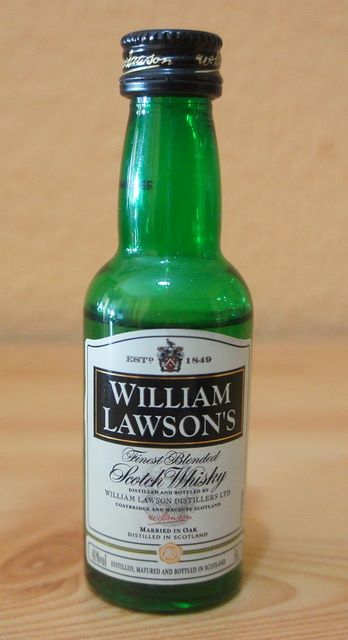 Lawson
ESTD 1849
WILLIAM
LAWSON'S
Finest Blended
Scotch Whisky
DISTILLED AND BOTTLED BY
WILLIAM LAWSON DISTILLERS LTD
COATBRIDGE AND MACDUFF SCOTLAND
MARRIED IN OAK
DISTILLED IN SCOTLAND
DISTILLED, MATURED AND BOTTLED IN SCOTLAND